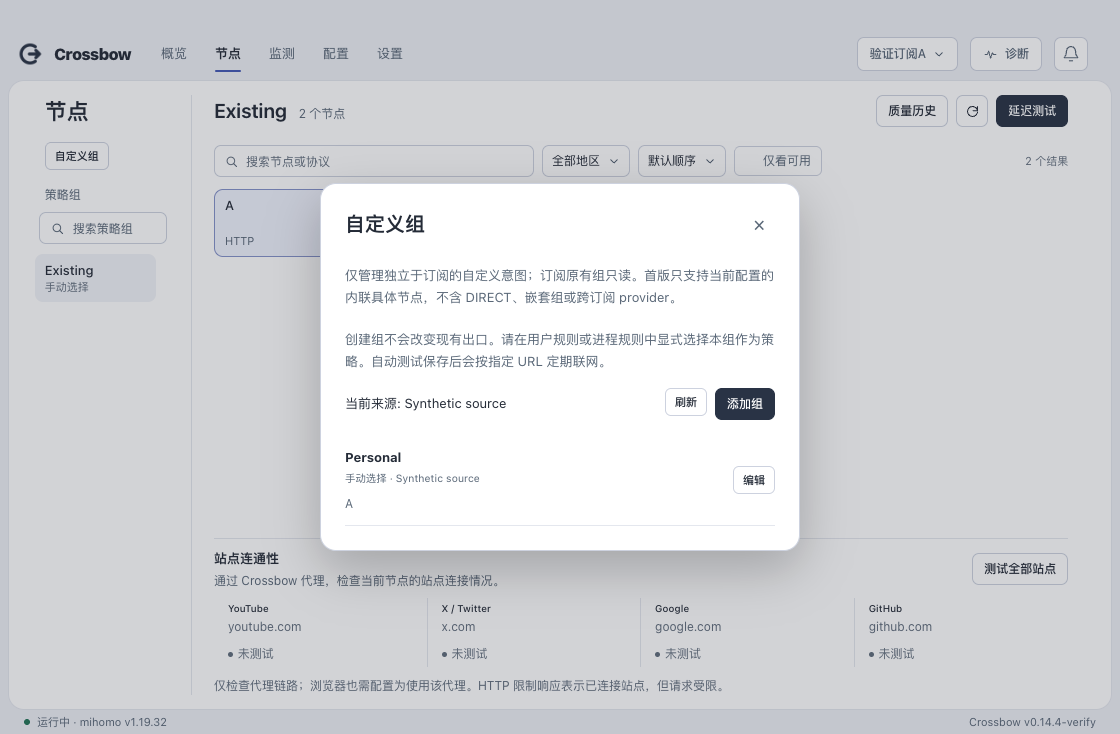 Crossbow
概览
节点
监测
配置
设置
验证订阅A
诊断
节点
自定义组
策略组
搜索策略组
Existing
手动选择
Existing
2 个节点
质量历史
延迟测试
搜索节点或协议
全部地区
默认顺序
仅看可用
2 个结果
A
HTTP
自定义组
仅管理独立于订阅的自定义意图；订阅原有组只读。首版只支持当前配置的
内联具体节点，不含 DIRECT、嵌套组或跨订阅 provider。
创建组不会改变现有出口。请在用户规则或进程规则中显式选择本组作为策
略。自动测试保存后会按指定 URL 定期联网。
当前来源: Synthetic source
刷新
添加组
Personal
手动选择 · Synthetic source
A
编辑
站点连通性
通过 Crossbow 代理，检查当前节点的站点连接情况。
测试全部站点
YouTube
youtube.com
未测试
X / Twitter
x.com
未测试
Google
google.com
未测试
GitHub
github.com
未测试
仅检查代理链路；浏览器也需配置为使用该代理。HTTP 限制响应表示已连接站点，但请求受限。
运行中 · mihomo v1.19.32
Crossbow v0.14.4-verify